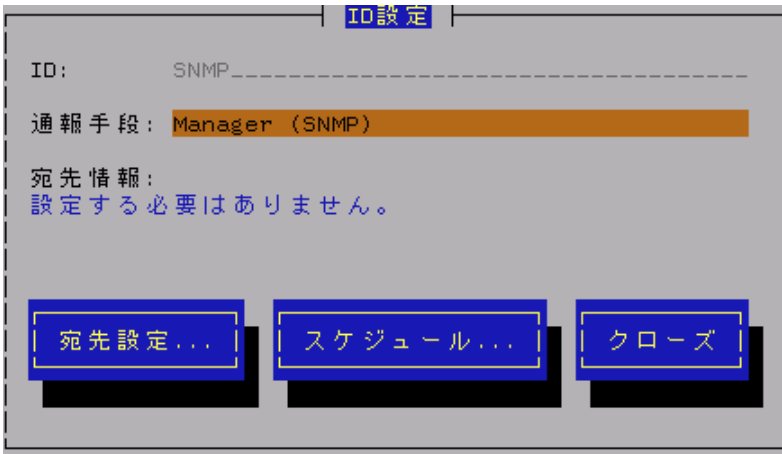 ID設定
ID: SNMP_____________________________________
通報手段: Manager (SNMP)
宛先情報:
設定する必要はありません。
宛先設定... スケジュール... クローズ